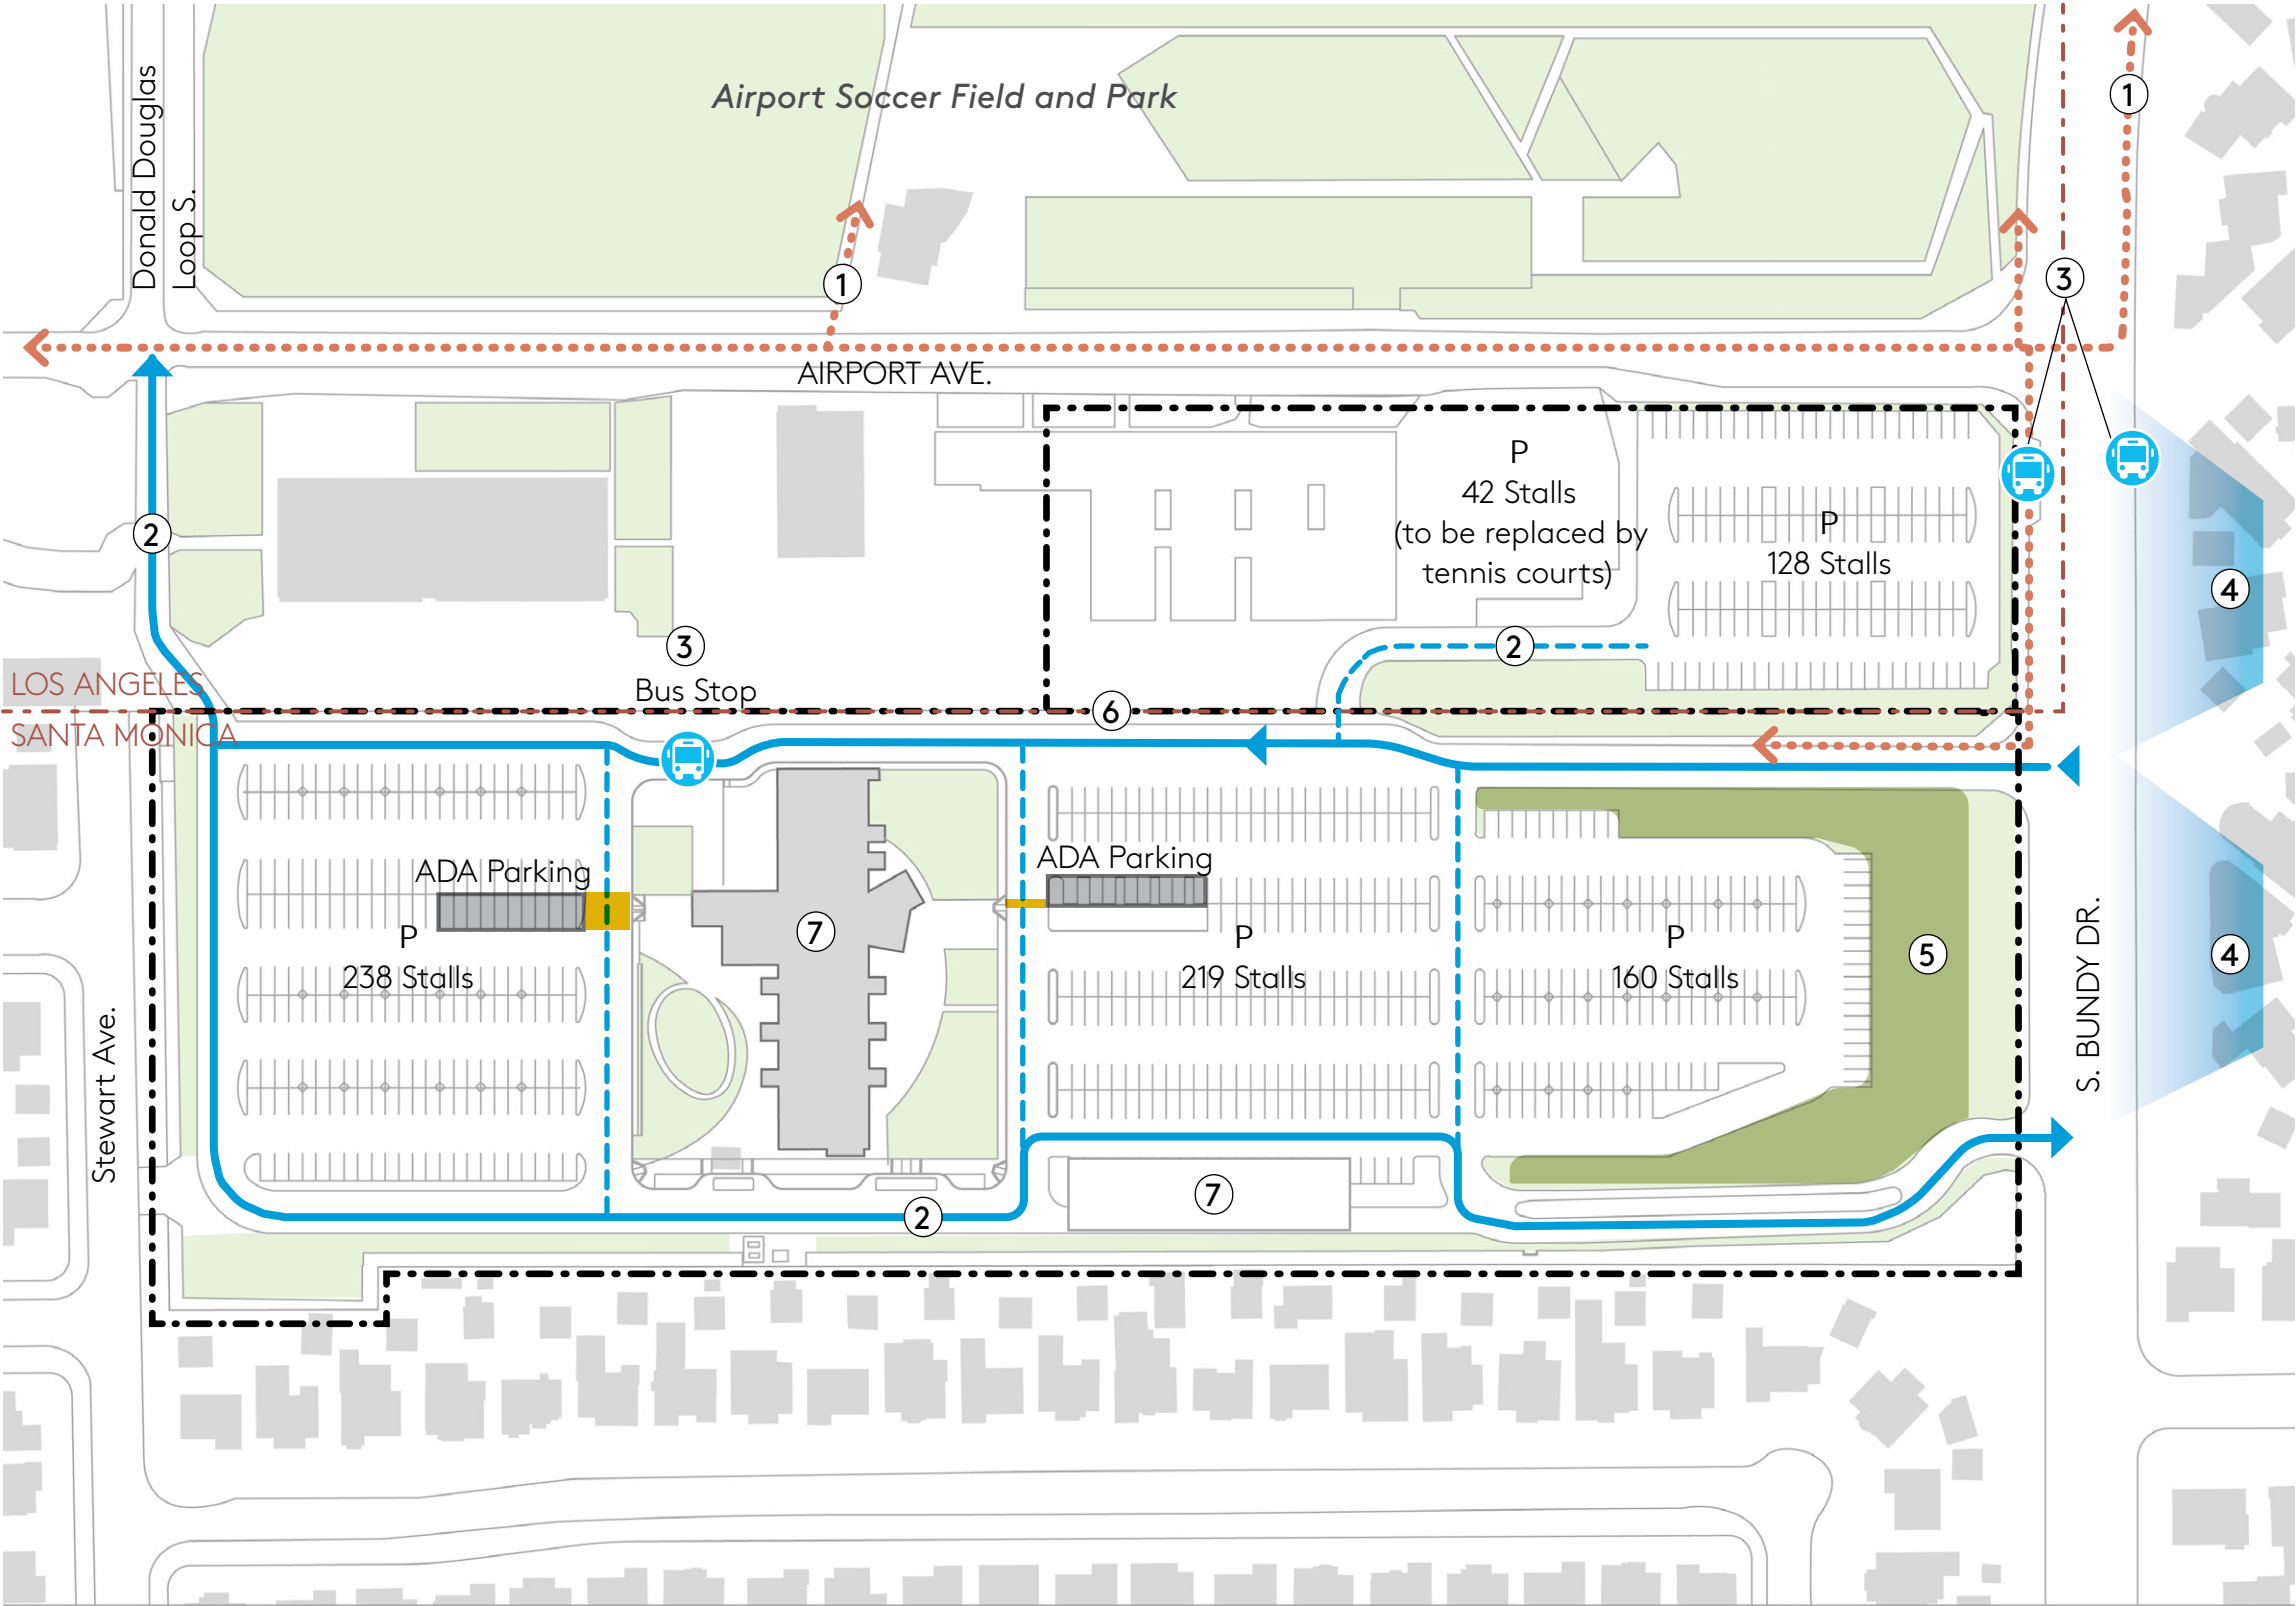 1
Airport Soccer Field and Park
Donald Douglas
Loop S.
1
3
AIRPORT AVE.
P
42 Stalls
(to be replaced by
tennis courts)
P
128 Stalls
2
4
3
Bus Stop
2
LOS ANGELES
6
SANTA MONICA
ADA Parking
ADA Parking
P
238 Stalls
7
P
219 Stalls
P
160 Stalls
5
4
S. BUNDY DR.
Stewart Ave.
7
2